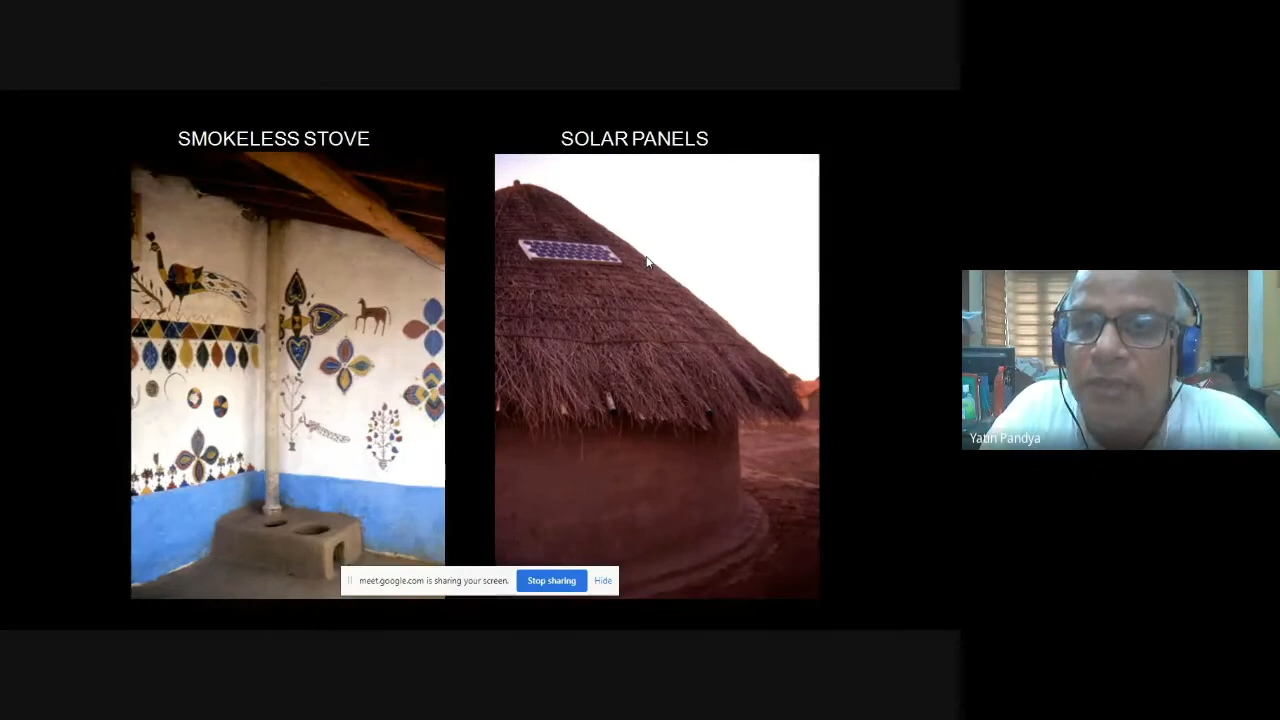 SMOKELESS STOVE
SOLAR PANELS
Yatin Pandya
meet.google.com is sharing your screen.
Stop sharing
Hide